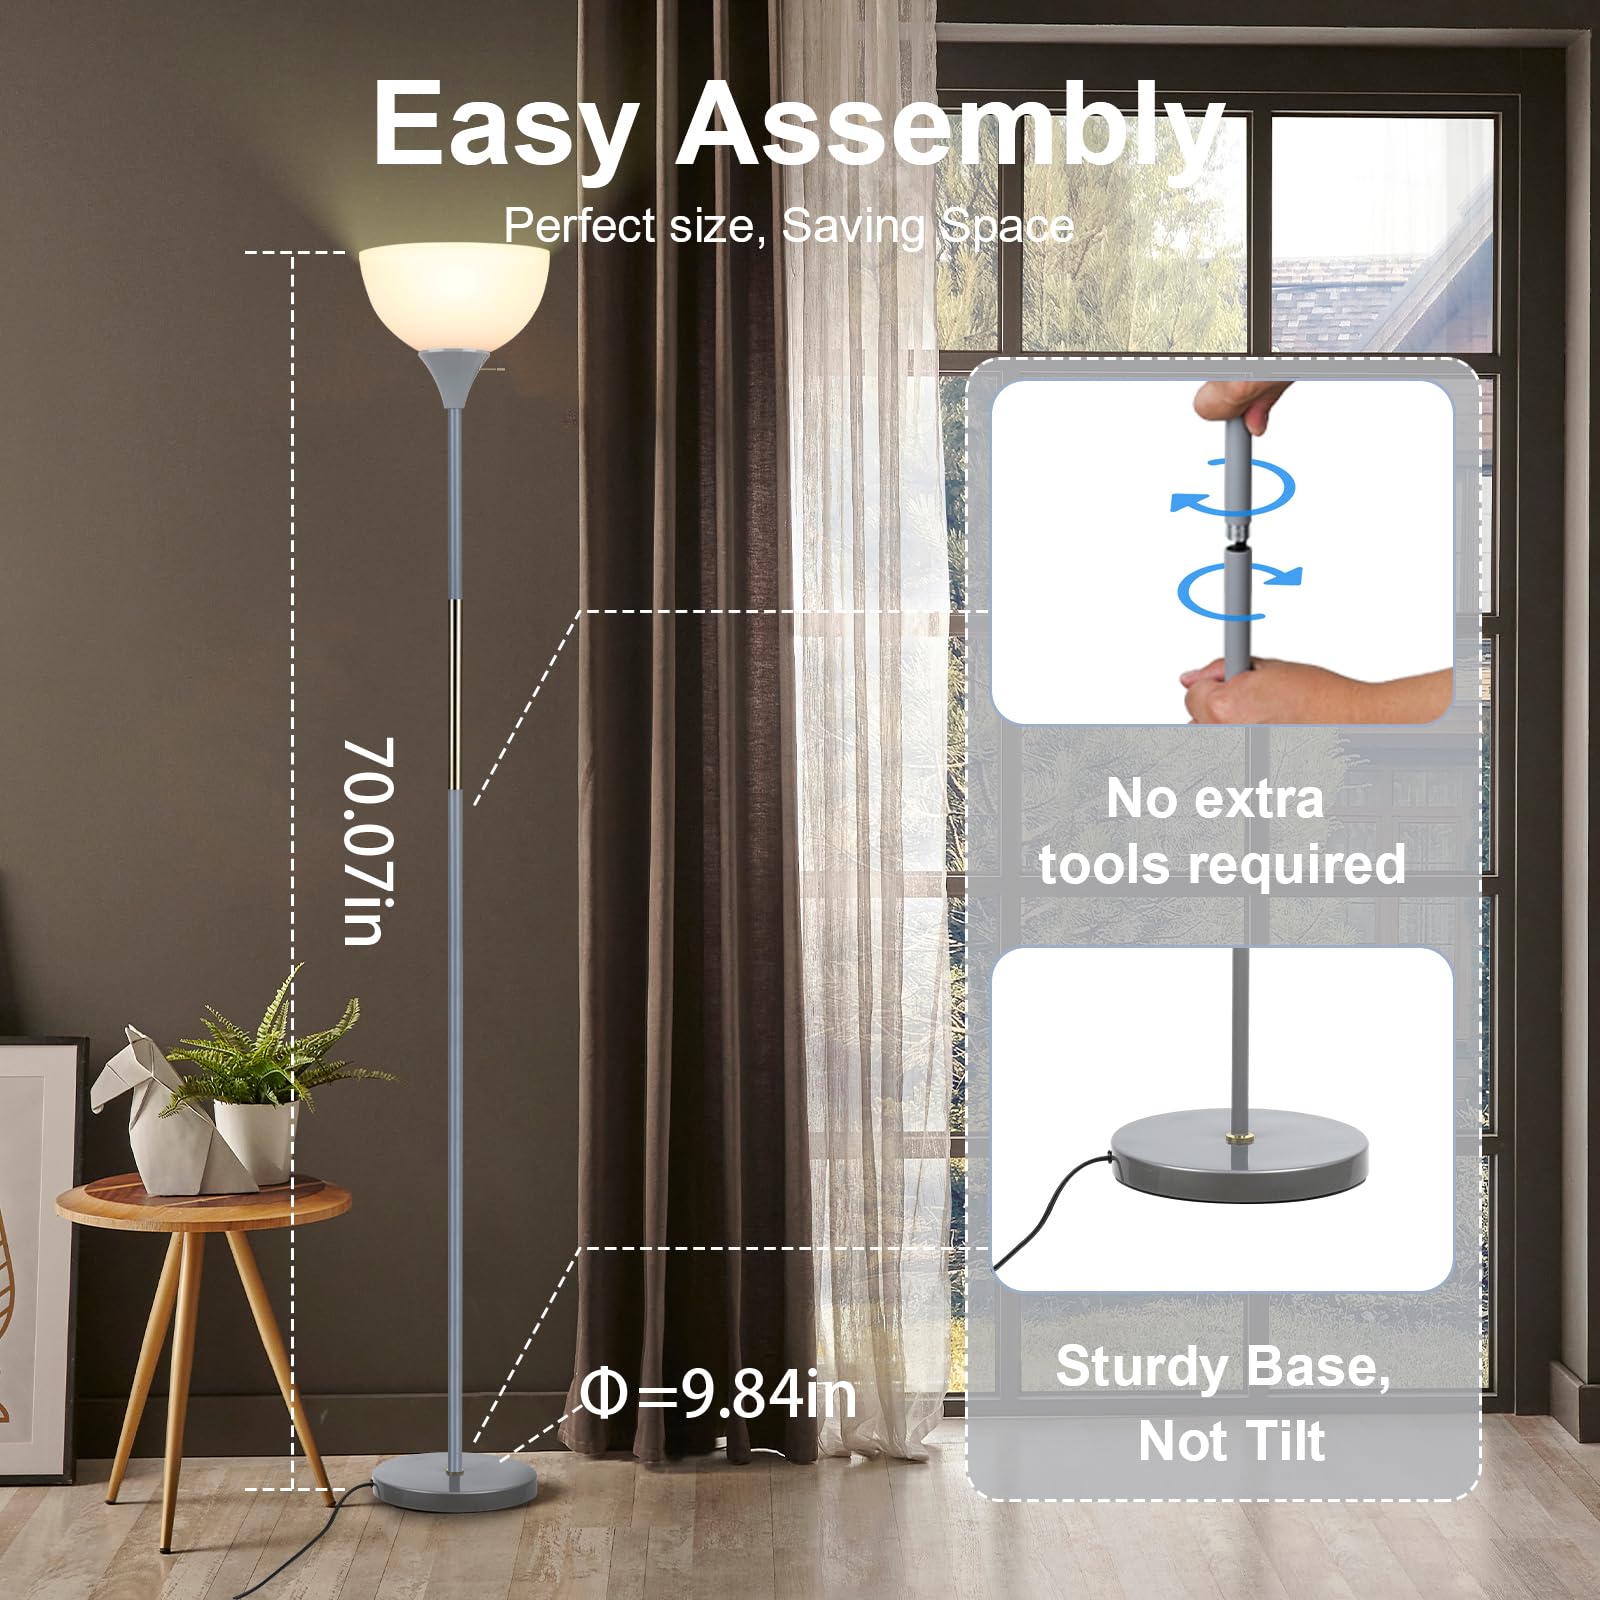 Easy Assembly
Perfect size, Saving Space
70.07in
No extra
tools required
Φ=9.84in
Sturdy Base,
Not Tilt